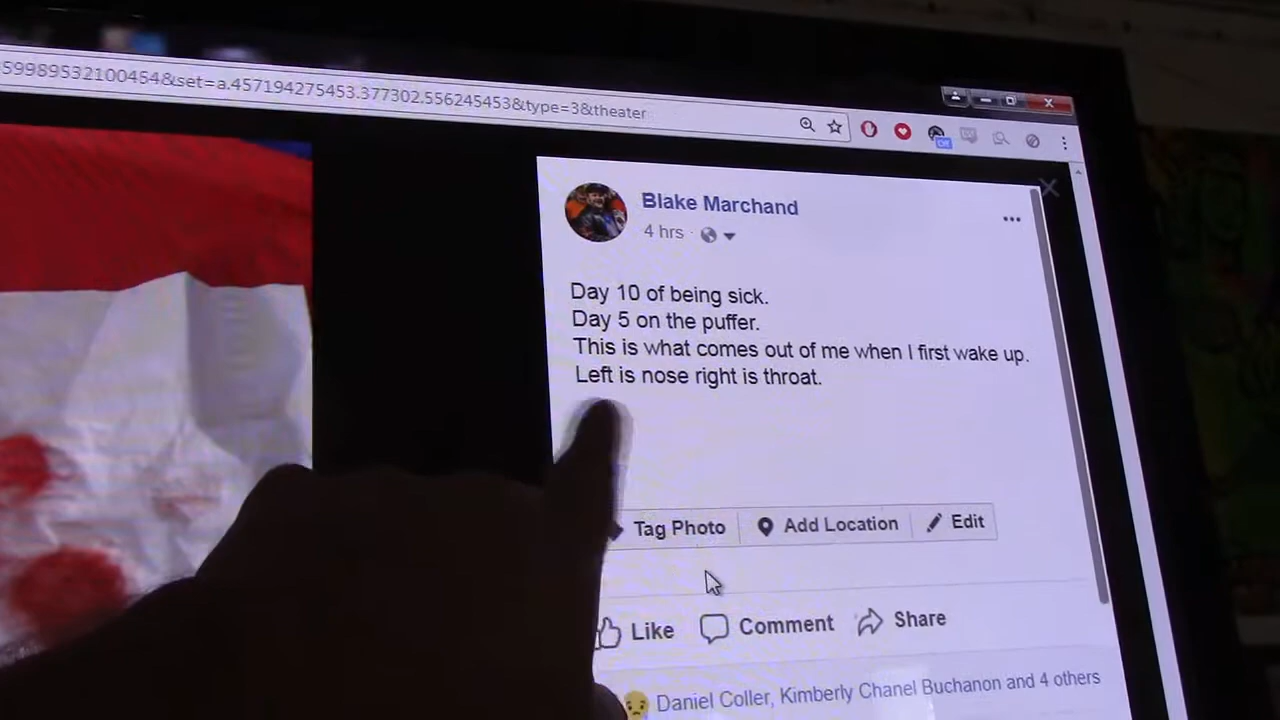 59989532100454&set=a.457194275453.377302.556245453&type=3&theater
Blake Marchand
4 hrs ·
Day 10 of being sick.
Day 5 on the puffer.
This is what comes out of me when I first wake up.
Left is nose right is throat.
Tag Photo
Add Location
Edit
Like
Comment
Share
Daniel Coller, Kimberly Chanel Buchanon and 4 others